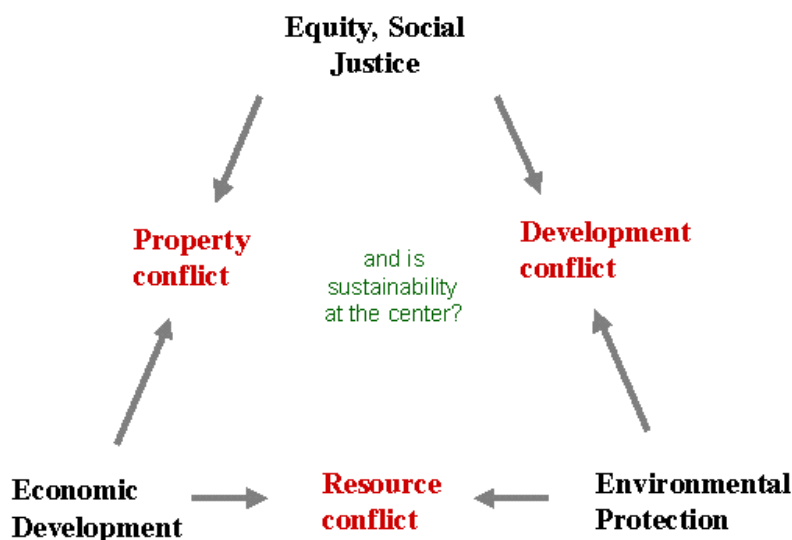 Equity, Social
Justice
Property
conflict
Development
conflict
and is
sustainability
at the center?
Economic
Development
Resource
conflict
Environmental
Protection